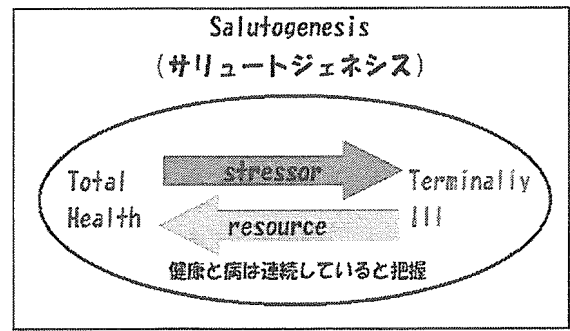 Salutogenesis
(サリュートジェネシス)
stressor
Total
Health
Terminally
Ill
resource
健康と病は連続していると把握